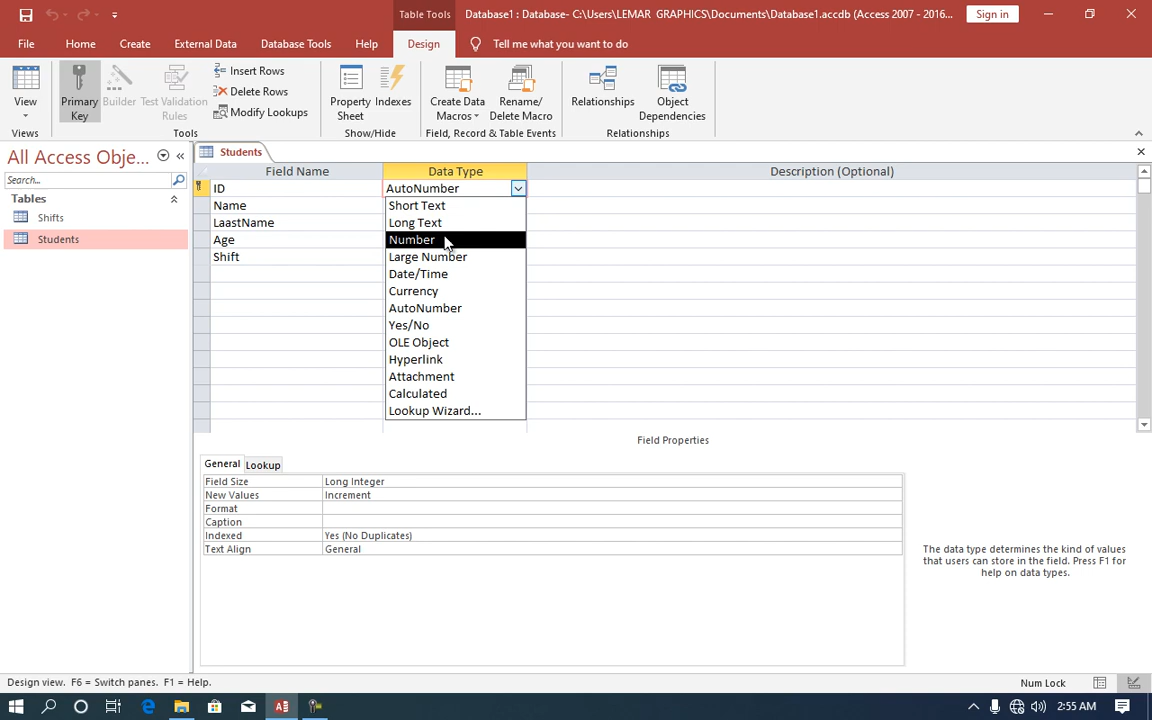 Table Tools
Database1 : Database- C:\Users\LEMAR GRAPHICS\Documents\Database1.accdb (Access 2007 - 2016...
Sign in
File Home Create External Data Database Tools Help Design Tell me what you want to do
View
Primary Key
Builder
Test Validation Rules
Insert Rows
Delete Rows
Modify Lookups
Property Sheet
Indexes
Create Data Macros
Rename/ Delete Macro
Relationships
Object Dependencies
Views Tools Show/Hide Field, Record & Table Events Relationships
All Access Obje...
Search...
Tables
Shifts
Students
Students
Field Name Data Type Description (Optional)
ID AutoNumber
Name
LaastName
Age
Shift
Short Text
Long Text
Number
Large Number
Date/Time
Currency
AutoNumber
Yes/No
OLE Object
Hyperlink
Attachment
Calculated
Lookup Wizard...
Field Properties
General Lookup
Field Size Long Integer
New Values Increment
Format
Caption
Indexed Yes (No Duplicates)
Text Align General
The data type determines the kind of values
that users can store in the field. Press F1 for
help on data types.
Design view. F6 = Switch panes. F1 = Help.
Num Lock
2:55 AM